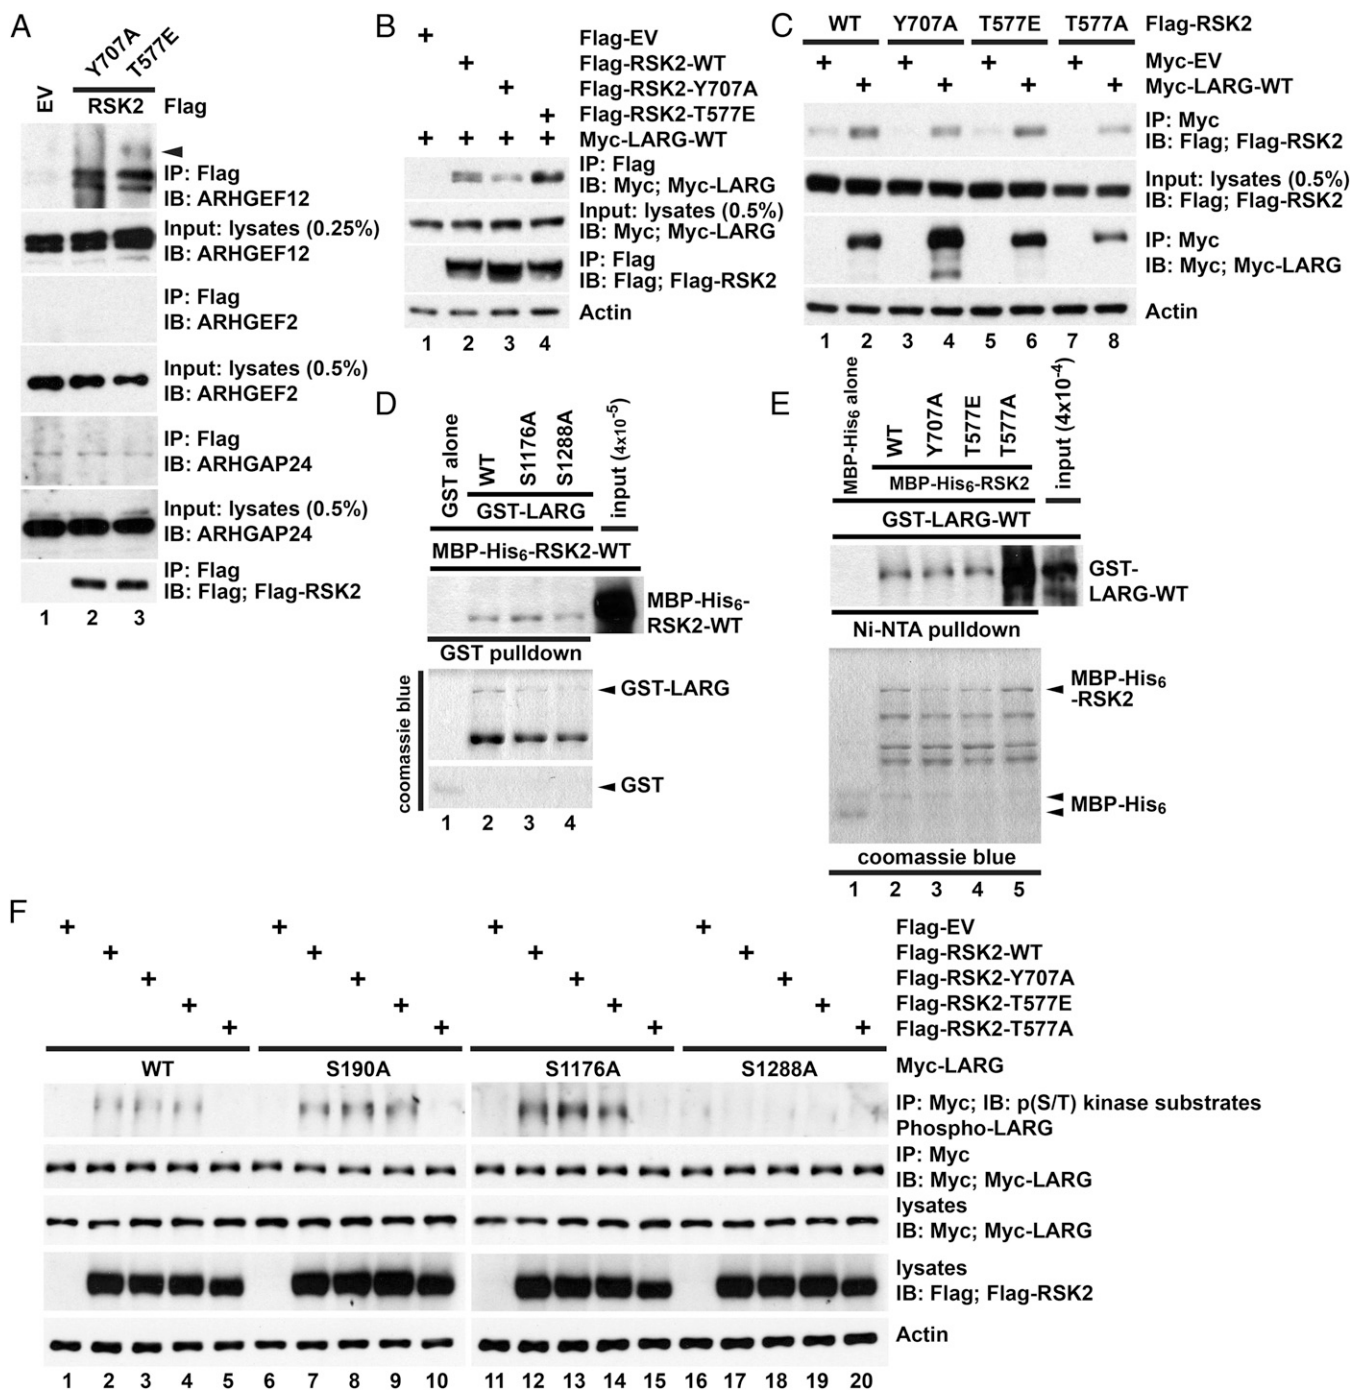 A
Y707A
T577E
EV
RSK2
Flag
IP: Flag
IB: ARHGEF12
Input: lysates (0.25%)
IB: ARHGEF12
IP: Flag
IB: ARHGEF2
Input: lysates (0.5%)
IB: ARHGEF2
IP: Flag
IB: ARHGAP24
Input: lysates (0.5%)
IB: ARHGAP24
IP: Flag
IB: Flag; Flag-RSK2
1 2 3
B
+ Flag-EV
+ Flag-RSK2-WT
+ Flag-RSK2-Y707A
+ Flag-RSK2-T577E
+ + + + Myc-LARG-WT
IP: Flag
IB: Myc; Myc-LARG
Input: lysates (0.5%)
IB: Myc; Myc-LARG
IP: Flag
IB: Flag; Flag-RSK2
Actin
1 2 3 4
C
WT Y707A T577E T577A Flag-RSK2
+ + + + Myc-EV
+ + + + Myc-LARG-WT
IP: Myc
IB: Flag; Flag-RSK2
Input: lysates (0.5%)
IB: Flag; Flag-RSK2
IP: Myc
IB: Myc; Myc-LARG
Actin
1 2 3 4 5 6 7 8
D
GST alone
WT
S1176A
S1288A
input (4x10-5)
GST-LARG
MBP-His6-RSK2-WT
MBP-His6-
RSK2-WT
GST pulldown
coomassie blue
GST-LARG
GST
1 2 3 4
E
MBP-His6 alone
WT
Y707A
T577E
T577A
input (4x10-4)
MBP-His6-RSK2
GST-LARG-WT
GST-
LARG-WT
Ni-NTA pulldown
MBP-His6
-RSK2
MBP-His6
coomassie blue
1 2 3 4 5
F
+ + + + Flag-EV
+ + + + Flag-RSK2-WT
+ + + + Flag-RSK2-Y707A
+ + + + Flag-RSK2-T577E
+ + + + Flag-RSK2-T577A
WT S190A S1176A S1288A Myc-LARG
IP: Myc; IB: p(S/T) kinase substrates
Phospho-LARG
IP: Myc
IB: Myc; Myc-LARG
lysates
IB: Myc; Myc-LARG
lysates
IB: Flag; Flag-RSK2
Actin
1 2 3 4 5 6 7 8 9 10 11 12 13 14 15 16 17 18 19 20